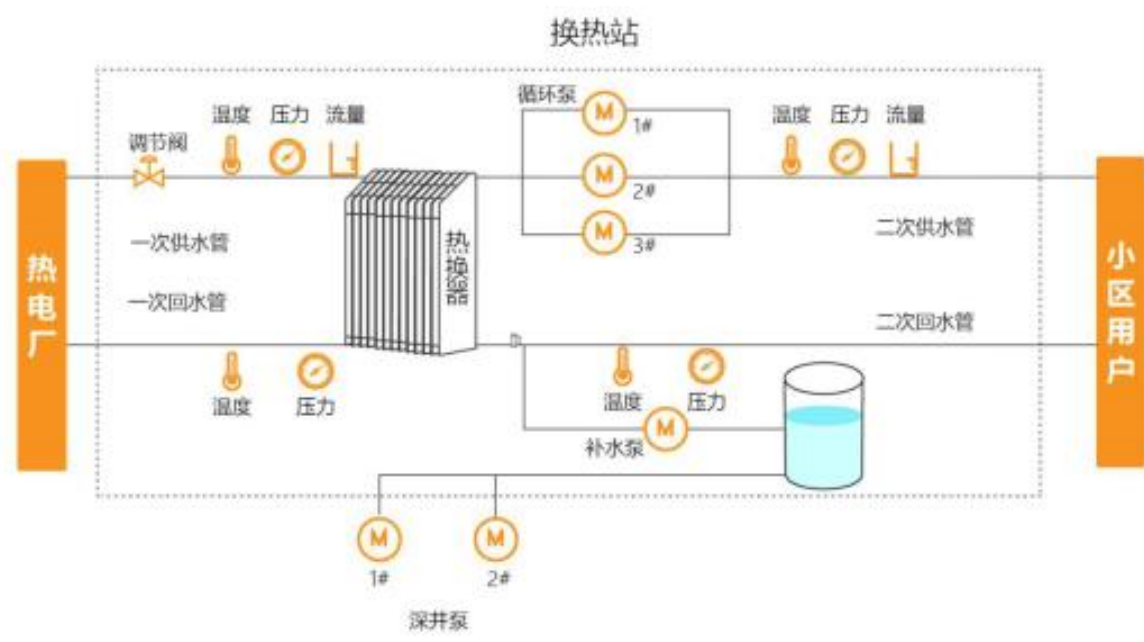 换热站
循环泵
M
1#
M
2#
M
3#
温度 压力 流量
调节阀
温度 压力 流量
一次供水管
一次回水管
热电厂
热换器
二次供水管
二次回水管
小区用户
温度 压力
温度 压力
补水泵
M
M
1#
M
2#
深井泵